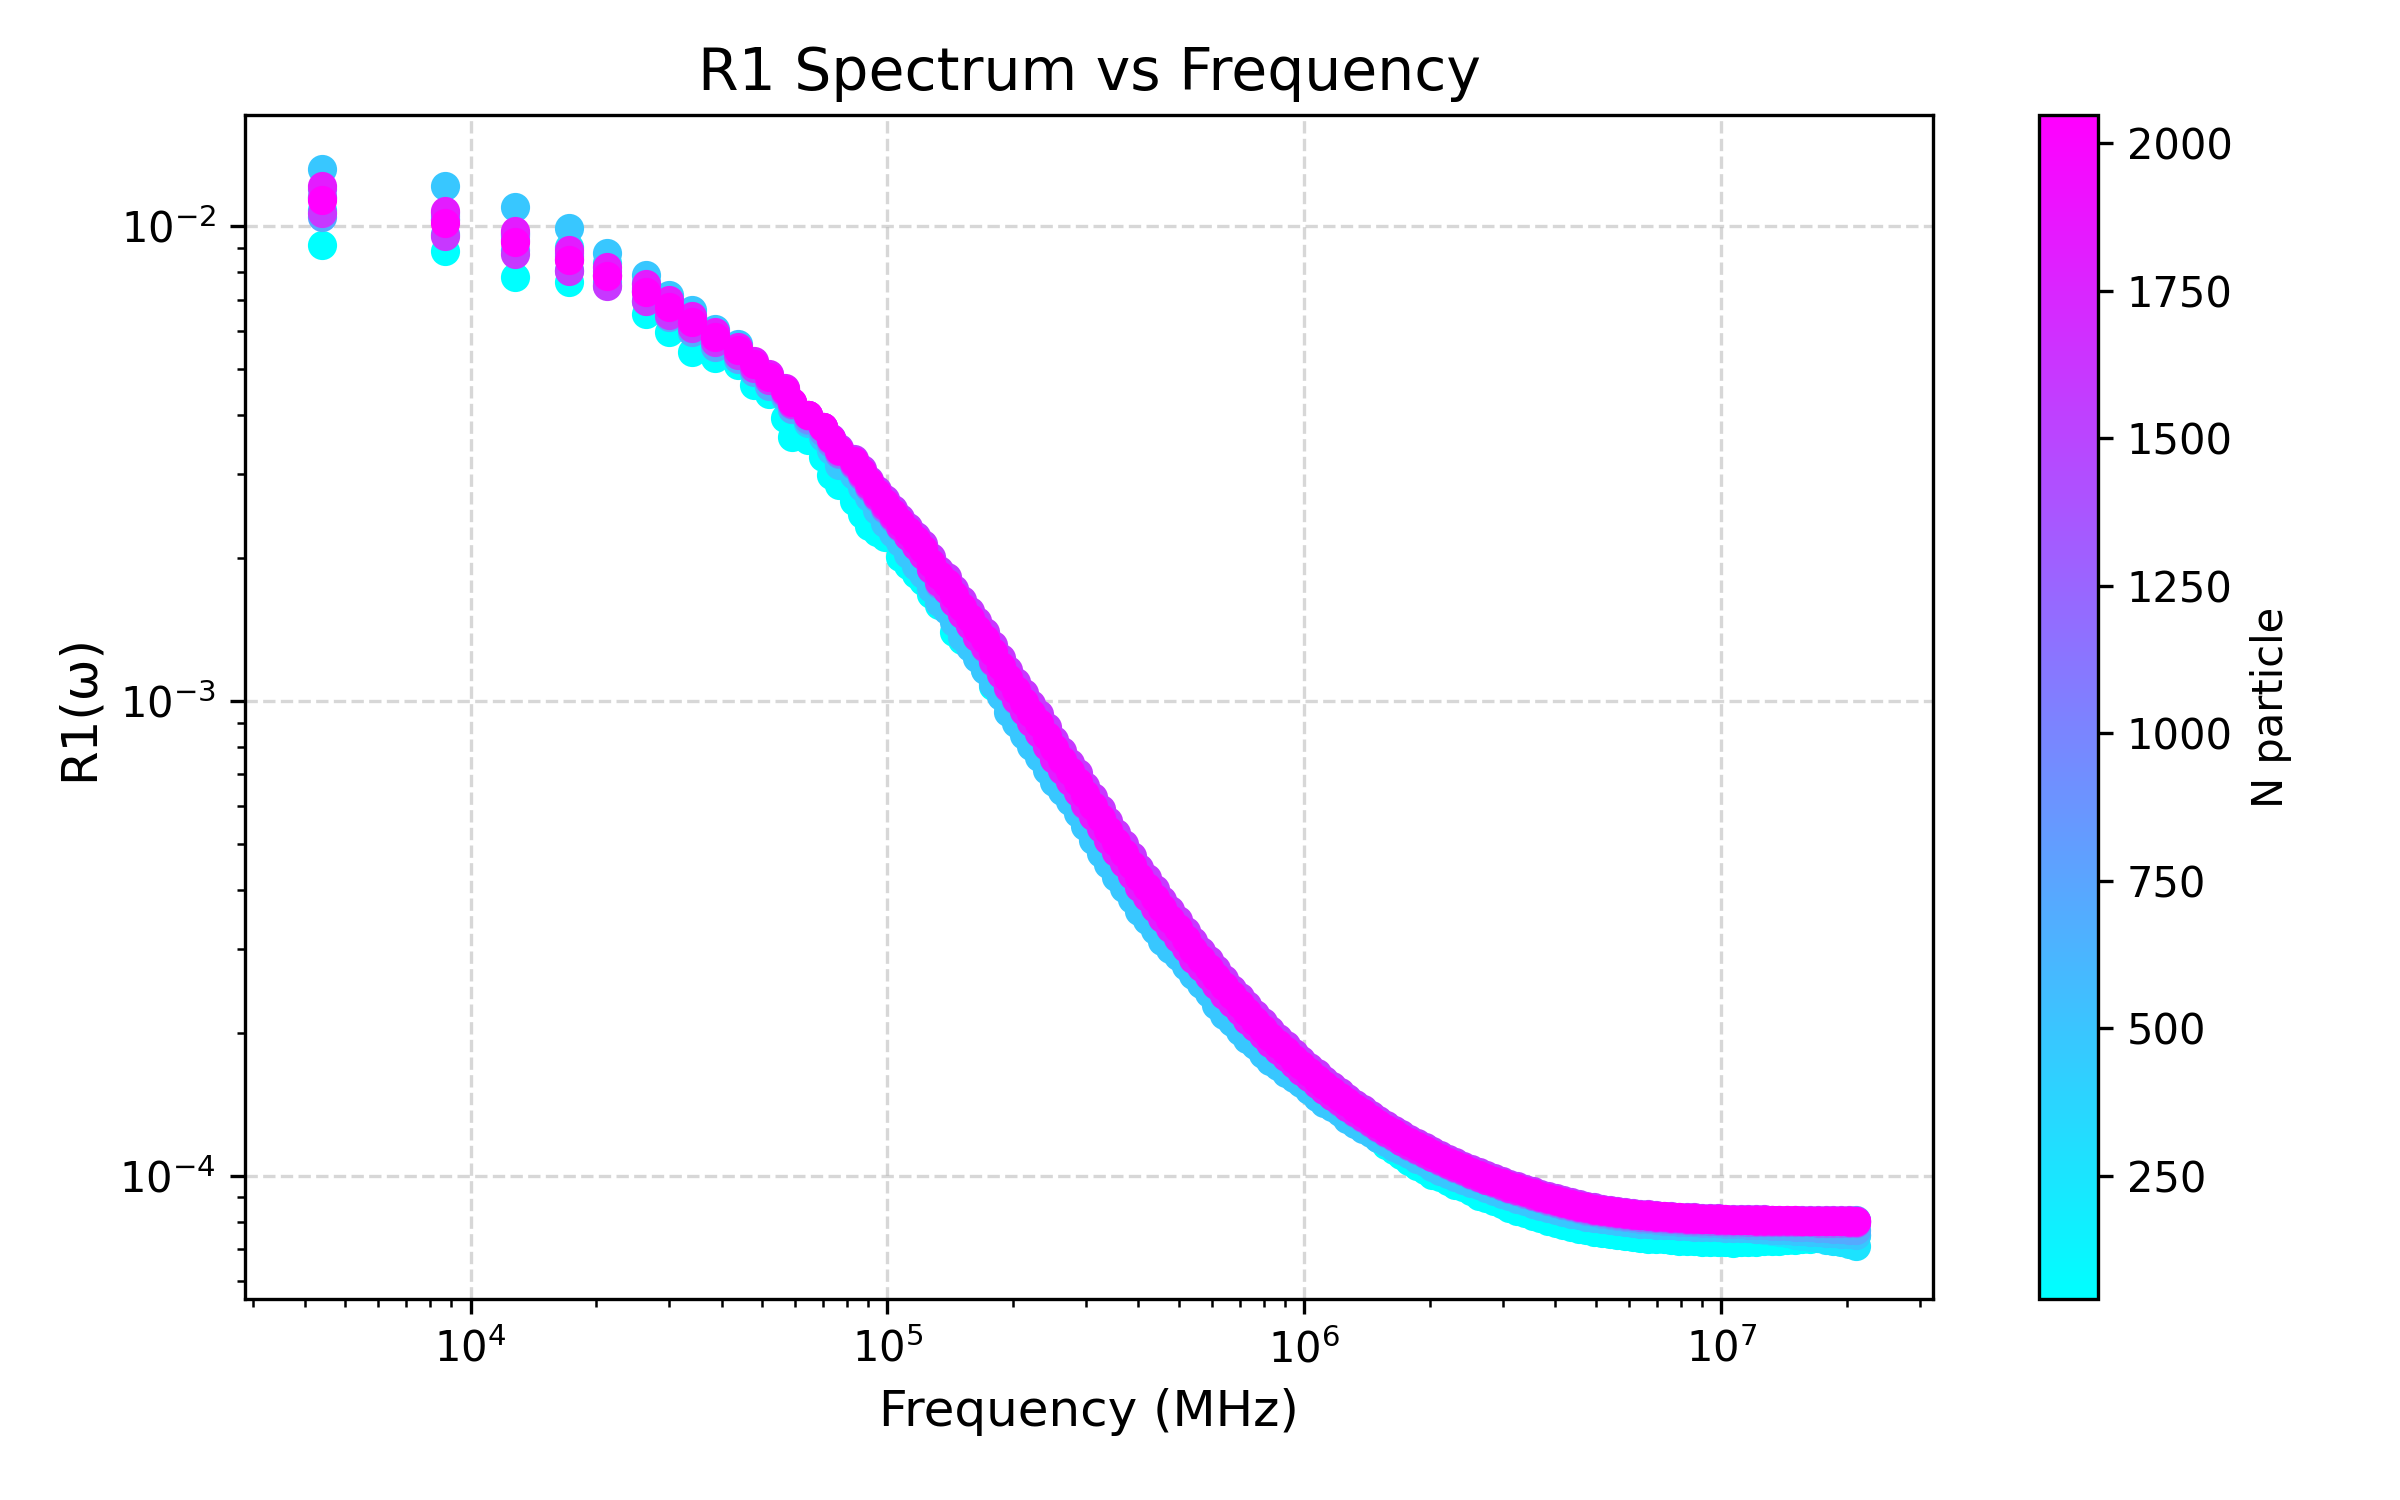 R1 Spectrum vs Frequency
R1(ω)
10⁻²
10⁻³
10⁻⁴
10⁴ 10⁵ 10⁶ 10⁷
Frequency (MHz)
2000
1750
1500
1250
1000
750
500
250
N particle